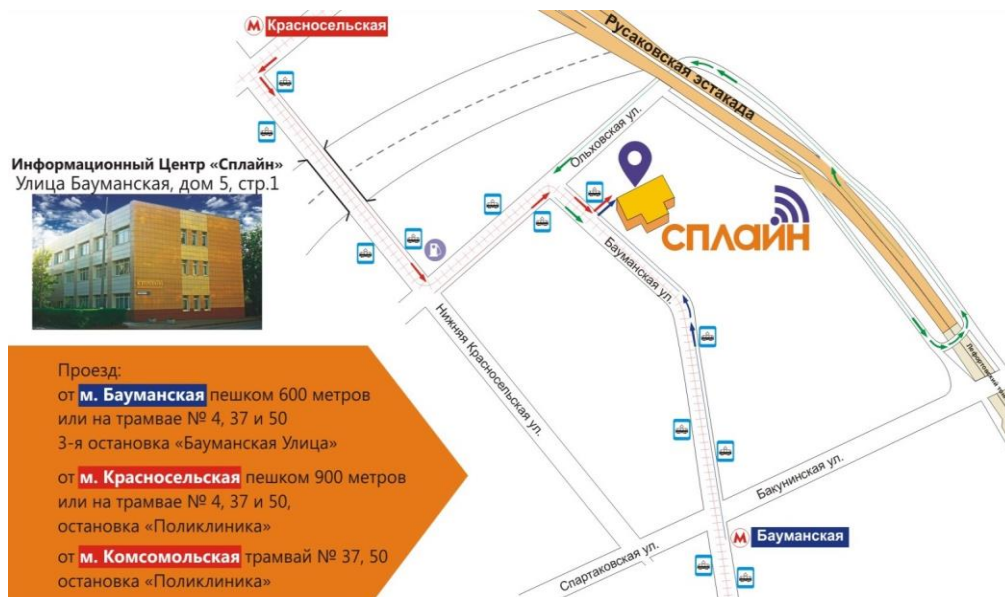 М Красносельская
Русаковская эстакада
Информационный Центр «Сплайн»
Улица Бауманская, дом 5, стр.1
Ольховская ул.
СПЛАЙН
Бауманская ул.
Нижняя Красносельская ул.
Проезд:
от м. Бауманская пешком 600 метров
или на трамвае № 4, 37 и 50
3-я остановка «Бауманская Улица»
от м. Красносельская пешком 900 метров
или на трамвае № 4, 37 и 50,
остановка «Поликлиника»
от м. Комсомольская трамвай № 37, 50
остановка «Поликлиника»
Лефортовский
Бакунинская ул.
М Бауманская
Спартаковская ул.